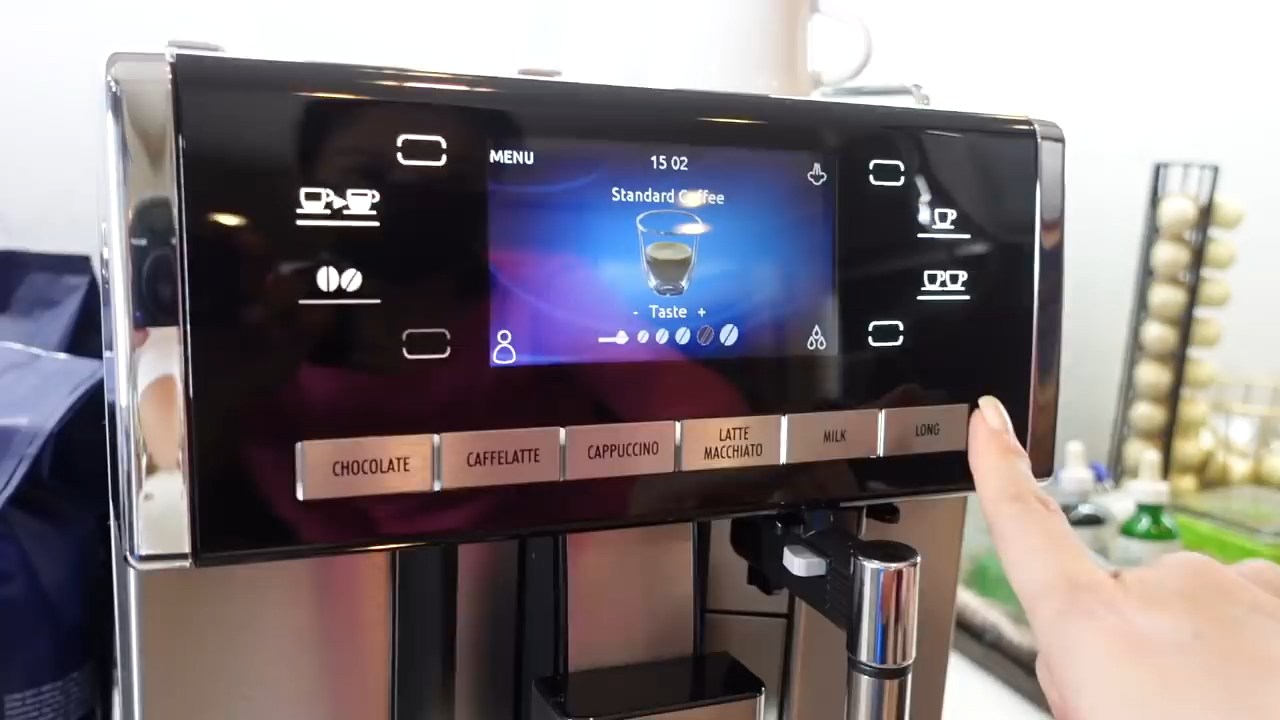 MENU
15 02
Standard Coffee
- Taste +
CHOCOLATE
CAFFELATTE
CAPPUCCINO
LATTE
MACCHIATO
MILK
LONG